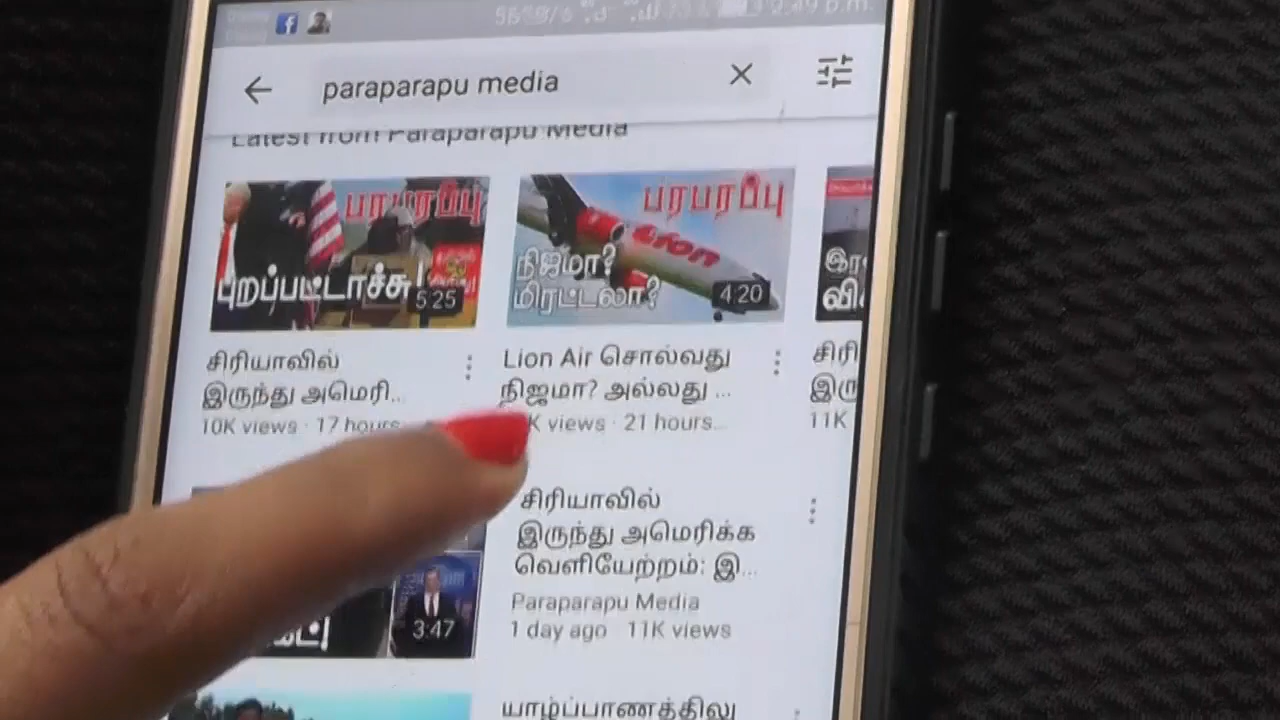 paraparapu media
Latest from Paraparapu Media
பரபரப்பு
புறப்பட்டாச்சு!
5:25
பரபரப்பு
Lion
நிஜமா?
மிரட்டலா?
4:20
சிரியாவில்
இருந்து அமெரி...
10K views · 17 hours...
Lion Air சொல்வது
நிஜமா? அல்லது ...
K views · 21 hours...
சிரி
இரு
11K
சிரியாவில்
இருந்து அமெரிக்க
வெளியேற்றம்: இ...
Paraparapu Media
1 day ago 11K views
3:47
யாழ்ப்பாணத்திலு